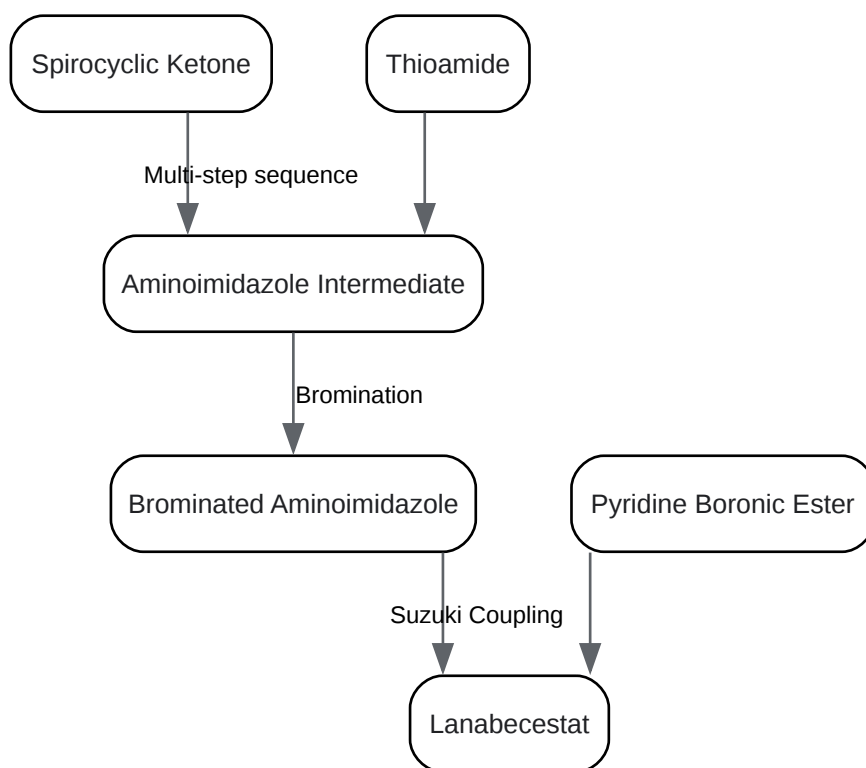 Spirocyclic Ketone
Thioamide
Multi-step sequence
Aminoimidazole Intermediate
Bromination
Brominated Aminoimidazole
Pyridine Boronic Ester
Suzuki Coupling
Lanabecestat